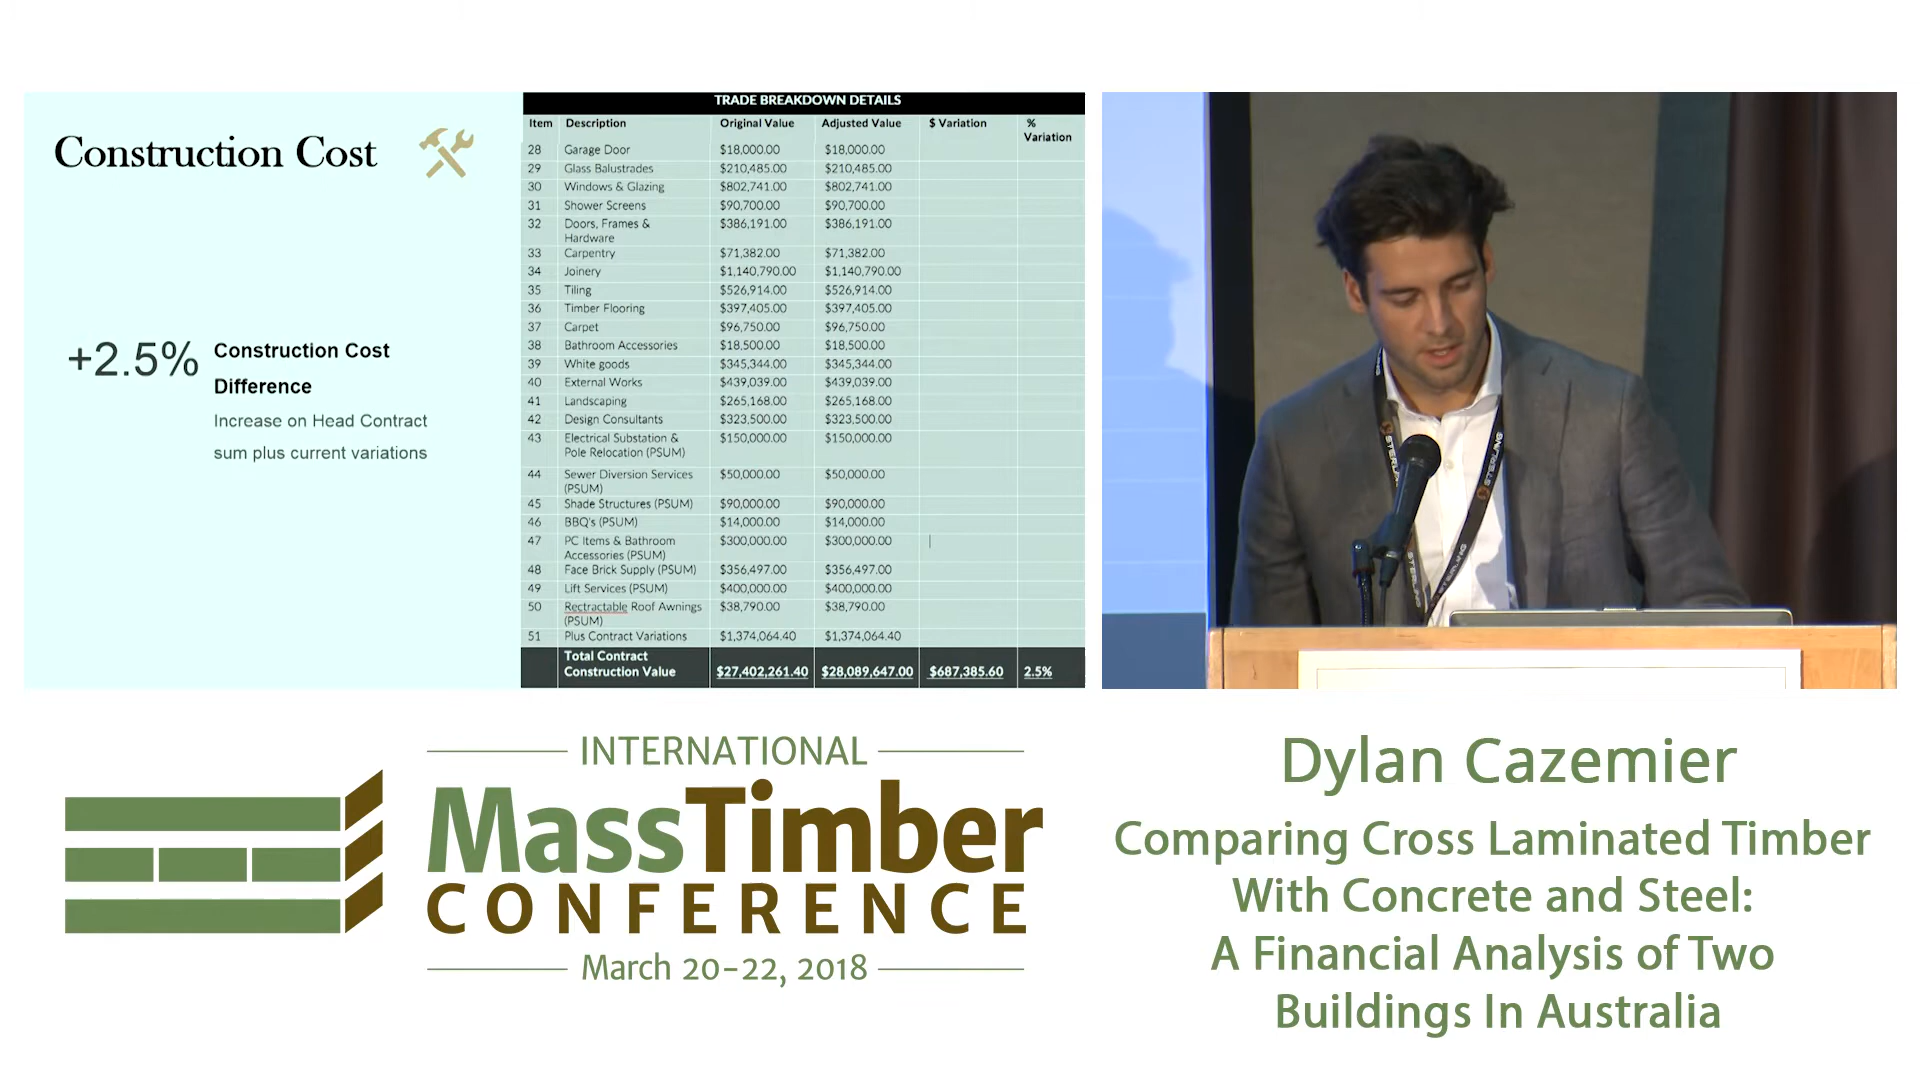 Construction Cost
+2.5%
Construction Cost
Difference
Increase on Head Contract
sum plus current variations
TRADE BREAKDOWN DETAILS
Item Description Original Value Adjusted Value $ Variation % Variation
28 Garage Door $18,000.00 $18,000.00
29 Glass Balustrades $210,485.00 $210,485.00
30 Windows & Glazing $802,741.00 $802,741.00
31 Shower Screens $90,700.00 $90,700.00
32 Doors, Frames & $386,191.00 $386,191.00
Hardware
33 Carpentry $71,382.00 $71,382.00
34 Joinery $1,140,790.00 $1,140,790.00
35 Tiling $526,914.00 $526,914.00
36 Timber Flooring $397,405.00 $397,405.00
37 Carpet $96,750.00 $96,750.00
38 Bathroom Accessories $18,500.00 $18,500.00
39 White goods $345,344.00 $345,344.00
40 External Works $439,039.00 $439,039.00
41 Landscaping $265,168.00 $265,168.00
42 Design Consultants $323,500.00 $323,500.00
43 Electrical Substation & $150,000.00 $150,000.00
Pole Relocation (PSUM)
44 Sewer Diversion Services $50,000.00 $50,000.00
(PSUM)
45 Shade Structures (PSUM) $90,000.00 $90,000.00
46 BBQ's (PSUM) $14,000.00 $14,000.00
47 PC Items & Bathroom $300,000.00 $300,000.00
Accessories (PSUM)
48 Face Brick Supply (PSUM) $356,497.00 $356,497.00
49 Lift Services (PSUM) $400,000.00 $400,000.00
50 Rectractable Roof Awnings $38,790.00 $38,790.00
(PSUM)
51 Plus Contract Variations $1,374,064.40 $1,374,064.40
Total Contract
Construction Value $27,402,261.40 $28,089,647.00 $687,385.60 2.5%
STERLING
STERLING
INTERNATIONAL
MassTimber
CONFERENCE
March 20-22, 2018
Dylan Cazemier
Comparing Cross Laminated Timber
With Concrete and Steel:
A Financial Analysis of Two
Buildings In Australia